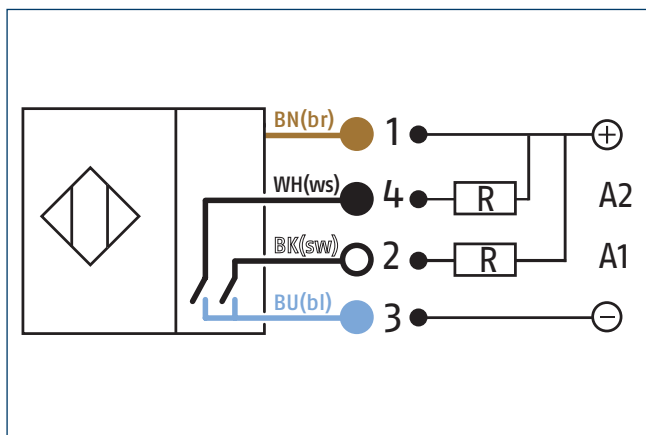 BN(br) 1 +
WH(ws) 4 R A2
BK(sw) 2 R A1
BU(bl) 3 −